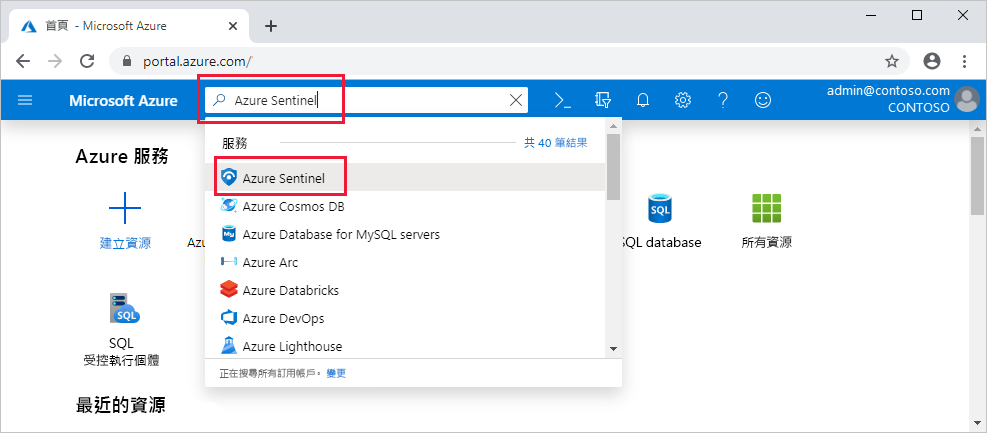 首頁 - Microsoft Azure
portal.azure.com/
Microsoft Azure
Azure Sentinel
admin@contoso.com
CONTOSO
服務
共 40 筆結果
Azure Sentinel
Azure Cosmos DB
Azure Database for MySQL servers
Azure Arc
Azure Databricks
Azure DevOps
Azure Lighthouse
正在搜尋所有訂用帳戶。 變更
Azure 服務
建立資源
Az
SQL
SQL database
所有資源
SQL
SQL
受控執行個體
最近的資源